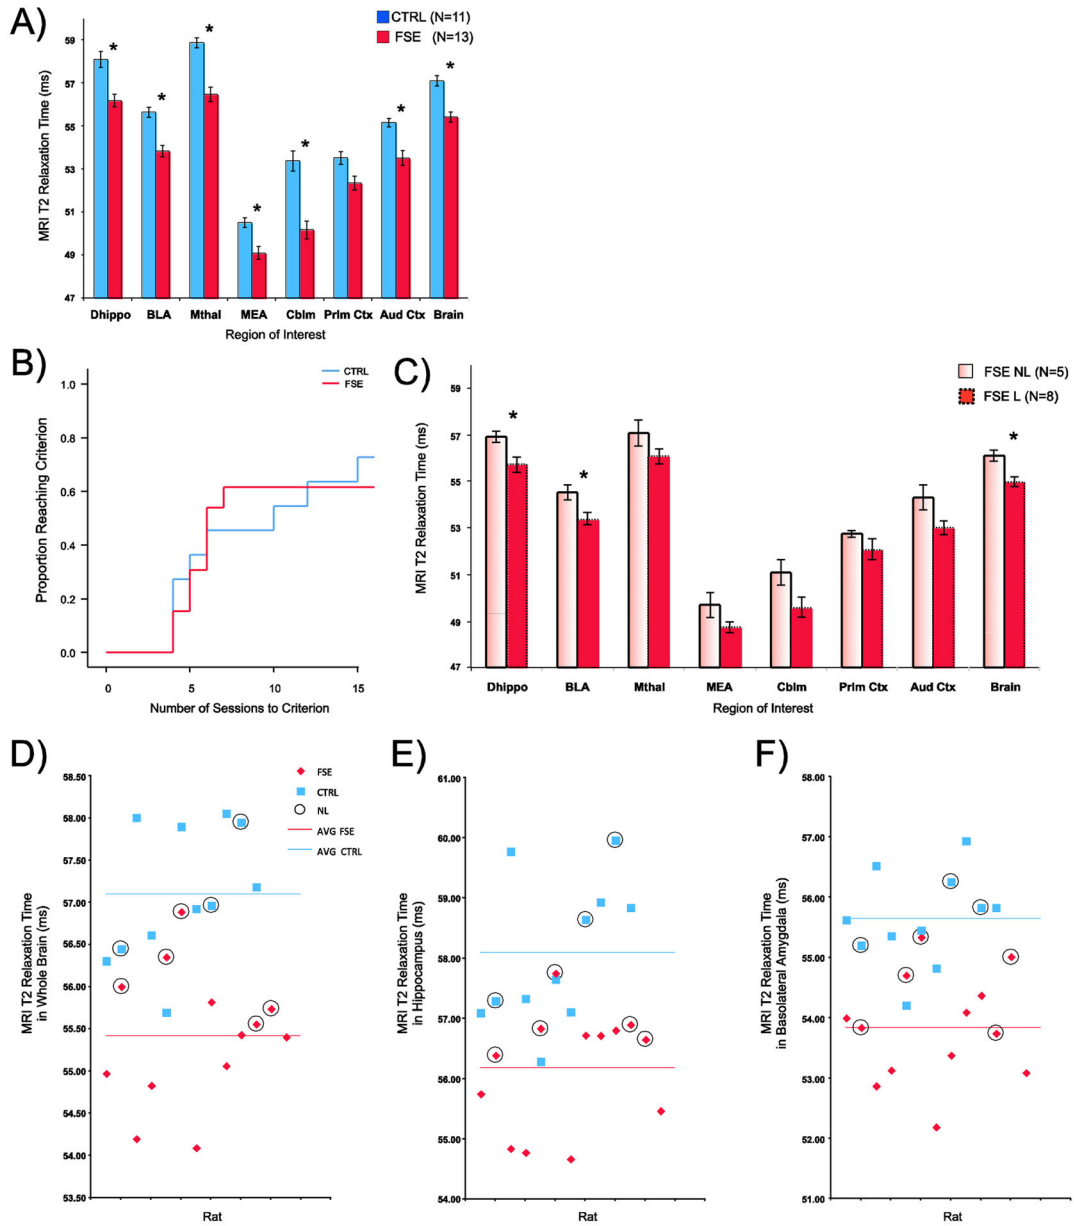 A)
CTRL (N=11)
FSE (N=13)
MRI T2 Relaxation Time (ms)
59
57
55
53
51
49
47
*
*
*
*
*
*
*
Dhippo BLA Mthal MEA Cblm Prim Ctx Aud Ctx Brain
Region of Interest
B)
CTRL
FSE
Proportion Reaching Criterion
1.0
0.8
0.6
0.4
0.2
0.0
0 5 10 15
Number of Sessions to Criterion
C)
FSE NL (N=5)
FSE L (N=8)
MRI T2 Relaxation Time (ms)
59
57
55
53
51
49
47
*
*
*
Dhippo BLA Mthal MEA Cblm Prim Ctx Aud Ctx Brain
Region of Interest
D)
FSE
CTRL
NL
AVG FSE
AVG CTRL
MRI T2 Relaxation Time
in Whole Brain (ms)
58.50
58.00
57.50
57.00
56.50
56.00
55.50
55.00
54.50
54.00
53.50
Rat
E)
MRI T2 Relaxation Time
in Hippocampus (ms)
61.00
60.00
59.00
58.00
57.00
56.00
55.00
54.00
Rat
F)
MRI T2 Relaxation Time
in Basolateral Amygdala (ms)
58.00
57.00
56.00
55.00
54.00
53.00
52.00
51.00
Rat